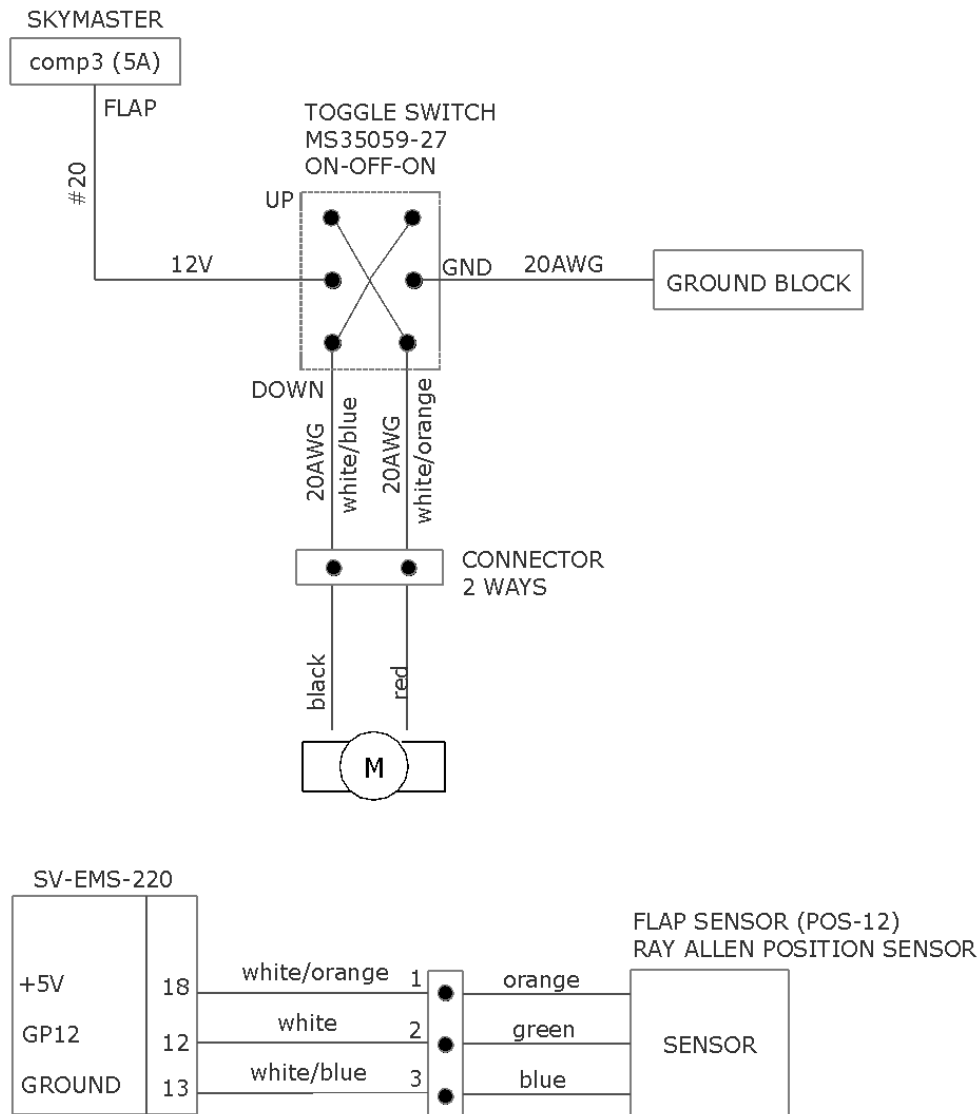 SKYMASTER
comp3 (5A)
FLAP
#20
TOGGLE SWITCH
MS35059-27
ON-OFF-ON
UP
12V
GND
20AWG
GROUND BLOCK
DOWN
20AWG
white/blue
20AWG
white/orange
CONNECTOR
2 WAYS
black
red
M
SV-EMS-220
FLAP SENSOR (POS-12)
RAY ALLEN POSITION SENSOR
+5V
18
white/orange
1
orange
GP12
12
white
2
green
SENSOR
GROUND
13
white/blue
3
blue